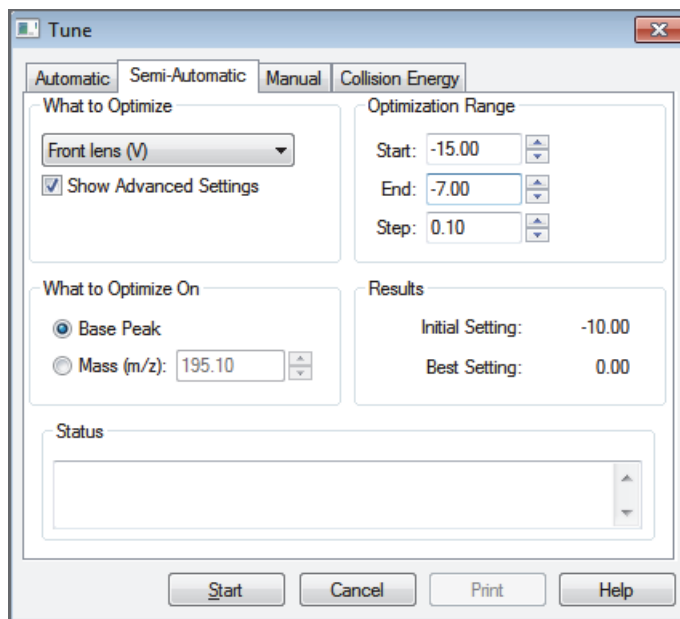 Tune
Automatic Semi-Automatic Manual Collision Energy
What to Optimize
Front lens (V)
Show Advanced Settings
Optimization Range
Start: -15.00
End: -7.00
Step: 0.10
What to Optimize On
Base Peak
Mass (m/z): 195.10
Results
Initial Setting: -10.00
Best Setting: 0.00
Status
Start Cancel Print Help